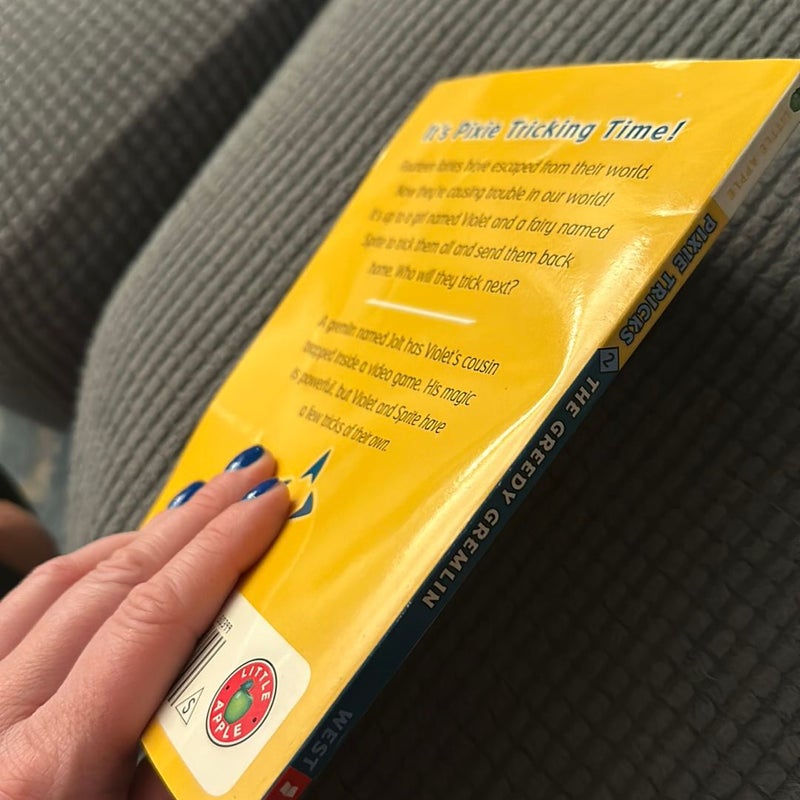 It's Pixie Tricking Time!
Fourteen fairies have escaped from their world.
Now they're causing trouble in our world!
It's up to a girl named Violet and a fairy named
Sprite to trick them all and send them back
home. Who will they trick next?
A gremlin named Jolt has Violet's cousin
trapped inside a video game. His magic
is powerful, but Violet and Sprite have
a few tricks of their own.
LITTLE APPLE
PIXIE TRICKS 2 THE GREEDY GREMLIN
WEST
LITTLE
APPLE
S